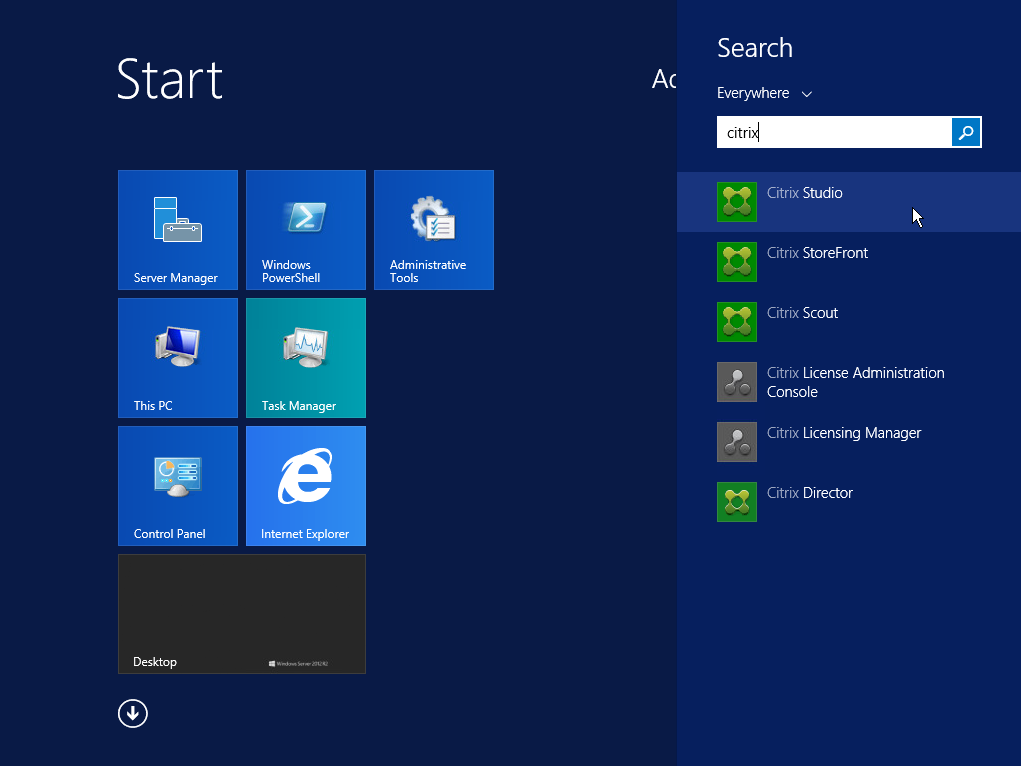 Start
Server Manager
Windows
PowerShell
Administrative
Tools
This PC
Task Manager
Control Panel
Internet Explorer
Desktop
Windows Server 2012 R2
Search
Everywhere
citrix
Citrix Studio
Citrix StoreFront
Citrix Scout
Citrix License Administration
Console
Citrix Licensing Manager
Citrix Director